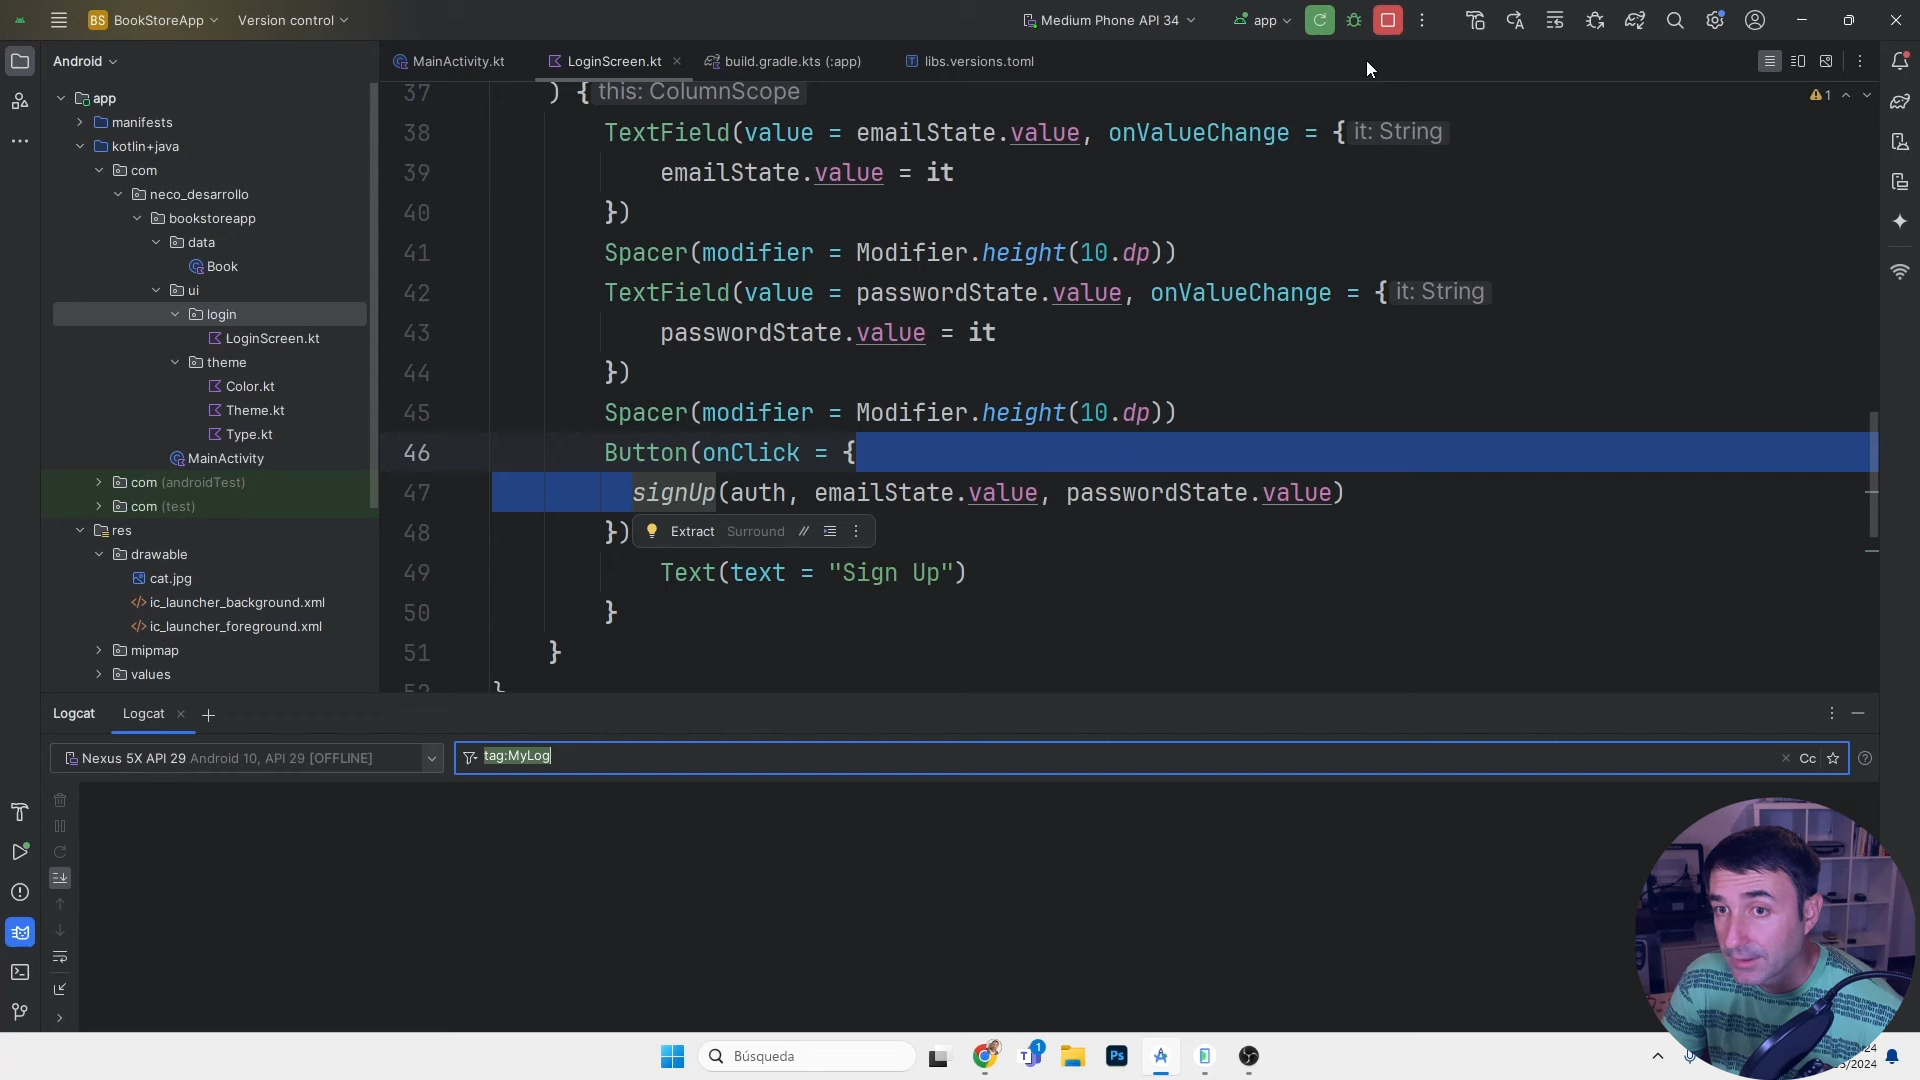 BS BookStoreApp Version control Medium Phone API 34 app
Android
MainActivity.kt LoginScreen.kt build.gradle.kts (:app) libs.versions.toml
app
manifests
kotlin+java
com
neco_desarrollo
bookstoreapp
data
Book
ui
login
LoginScreen.kt
theme
Color.kt
Theme.kt
Type.kt
MainActivity
com (androidTest)
com (test)
res
drawable
cat.jpg
ic_launcher_background.xml
ic_launcher_foreground.xml
mipmap
values
1
37 ) { this: ColumnScope
38 TextField(value = emailState.value, onValueChange = { it: String
39 emailState.value = it
40 })
41 Spacer(modifier = Modifier.height(10.dp))
42 TextField(value = passwordState.value, onValueChange = { it: String
43 passwordState.value = it
44 })
45 Spacer(modifier = Modifier.height(10.dp))
46 Button(onClick = {
47 signUp(auth, emailState.value, passwordState.value)
48 })
Extract Surround //
49 Text(text = "Sign Up")
50 }
51 }
52 }
Logcat Logcat
Nexus 5X API 29 Android 10, API 29 [OFFLINE]
tag:MyLog
Cc
Búsqueda
T 1
Ps